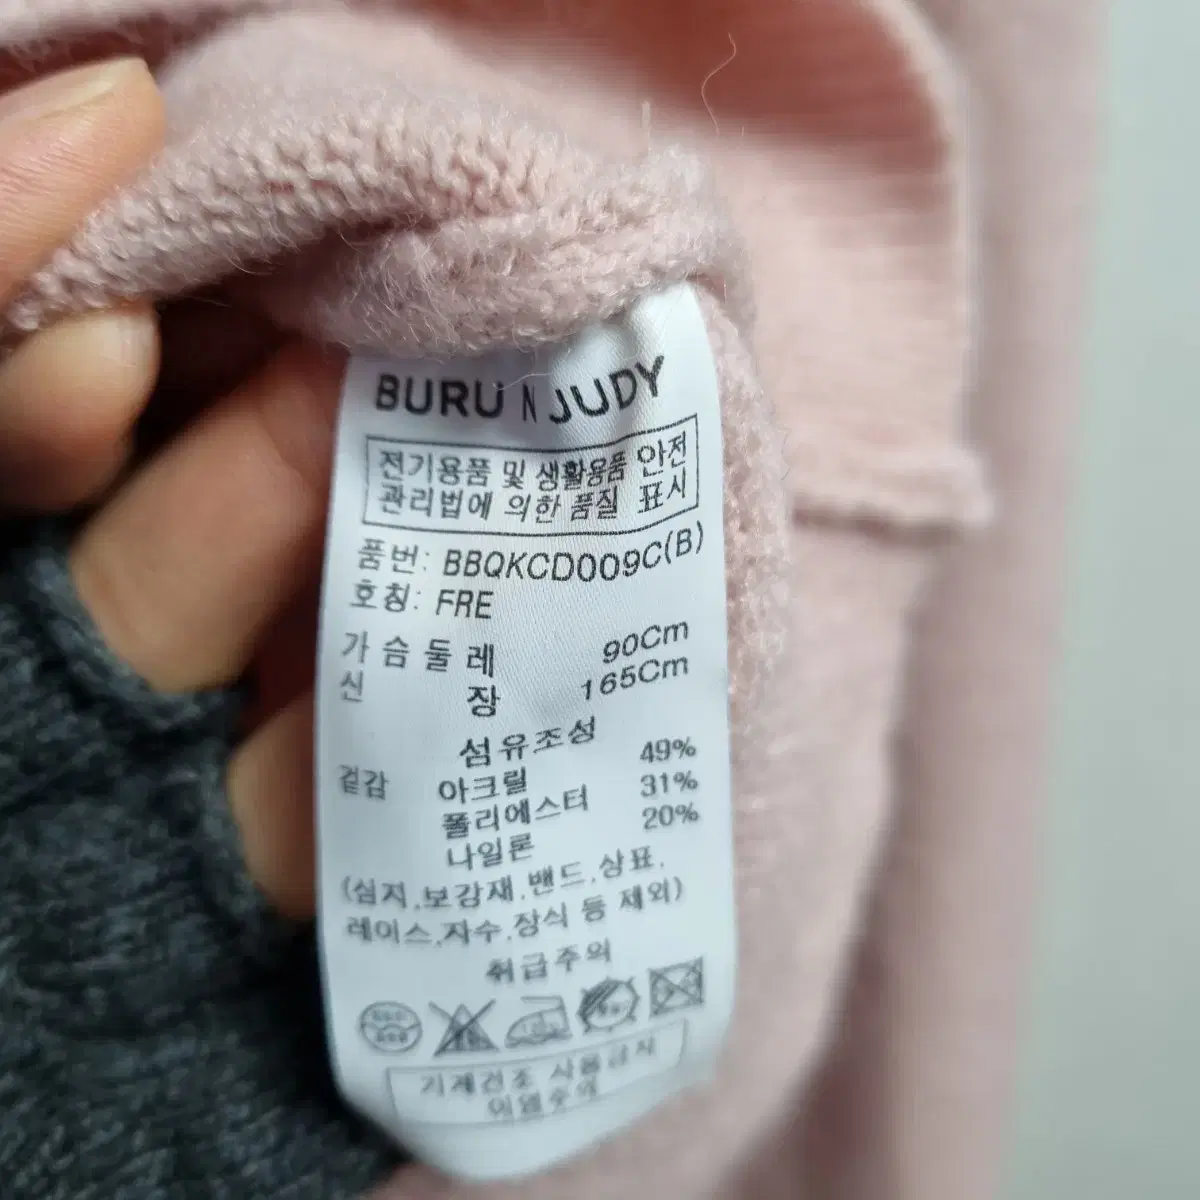 BURU N JUDY
전기용품 및 생활용품 안전
관리법에 의한 품질 표시
품번: BBQKCD009C(B)
호칭: FRE
가슴둘레 90Cm
신장 165Cm
섬유조성
겉감 아크릴 49%
폴리에스터 31%
나일론 20%
(심지.보강재.밴드.상표.
레이스.자수.장식 등 제외)
취급주의
기계건조 사용금지
이염주의